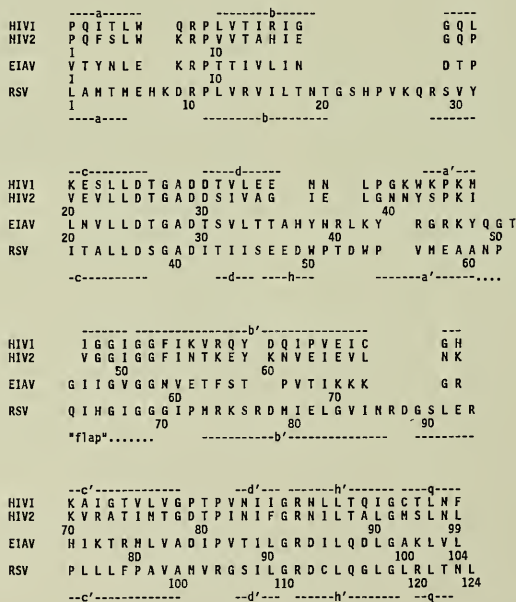 ----a----- --------b--------- -----
HIV1 P Q I T L W Q R P L V T I R I G G Q L
HIV2 P Q F S L W K R P V V T A H I E G Q P
1 10
EIAV V T Y N L E K R P T T I V L I N D T P
1 10
RSV L A M T M E H K D R P L V R V I L T N T G S H P V K Q R S V Y
1 10 20 30
----a---- ---------b--------- -----
--c------------ -------d------ ---a'---
HIV1 K E S L L D T G A D D T V L E E M N L P G K W K P K M
HIV2 V E V L L D T G A D D S I V A G I E L G N N Y S P K I
20 30 40
EIAV L N V L L D T G A D T S V L T T A H Y N R L K Y R G R K Y Q G T
20 30 40 50
RSV I T A L L D S G A D I T I I S E E D W P T D W P V M E A A N P
40 50 60
-c----------- --d--- ---h--- -------a'-----....
----------- ----------------b'----------------- ---
HIV1 I G G I G G F I K V R Q Y D Q I P V E I C G H
HIV2 V G G I G G F I N T K E Y K N V E I E V L N K
50 60
EIAV G I I G V G G N V E T F S T P V T I K K K G R
60 70
RSV Q I H G I G G G I P M R K S R D M I E L G V I N R D G S L E R
70 80 90
"flap"....... ----------b'----------- ------
--c'------------- ---d'--- -----h'------- ---q---
HIV1 K A I G T V L V G P T P V N I I G R N L L T Q I G C T L N F
HIV2 K V R A T I M T G D T P I N I F G R N I L T A L G M S L N L
70 80 90 99
EIAV H I K T R M L V A D I P V T I L G R D I L Q D L G A K L V L
80 90 100 104
RSV P L L L F P A V A M V R G S I L G R D C L Q G L G L R L T N L
100 110 120 124
--c'------------- ---d'--- ------h'------ ---q---